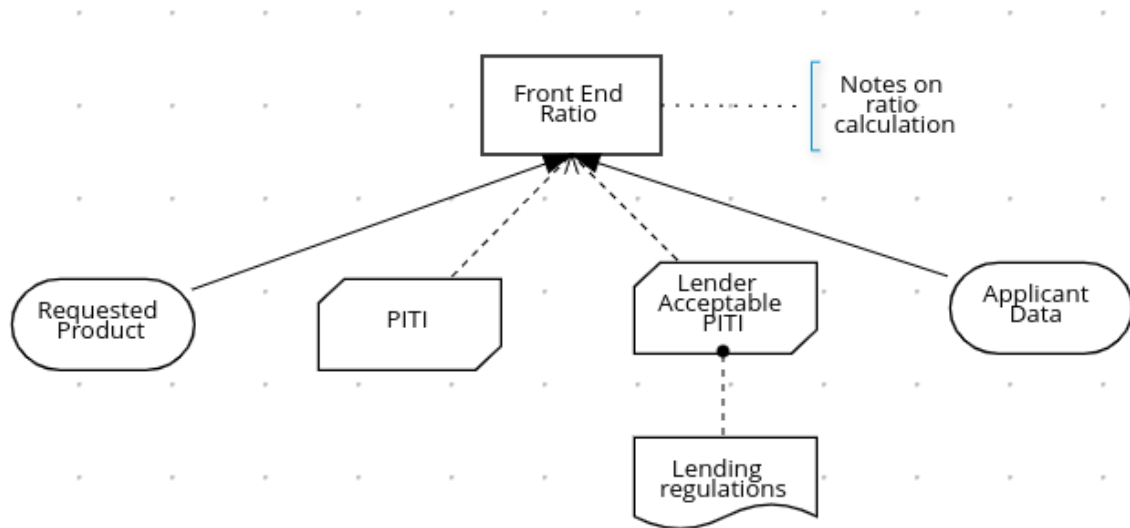 Front End
Ratio
Notes on
ratio
calculation
Requested
Product
PITI
Lender
Acceptable
PITI
Applicant
Data
Lending
regulations